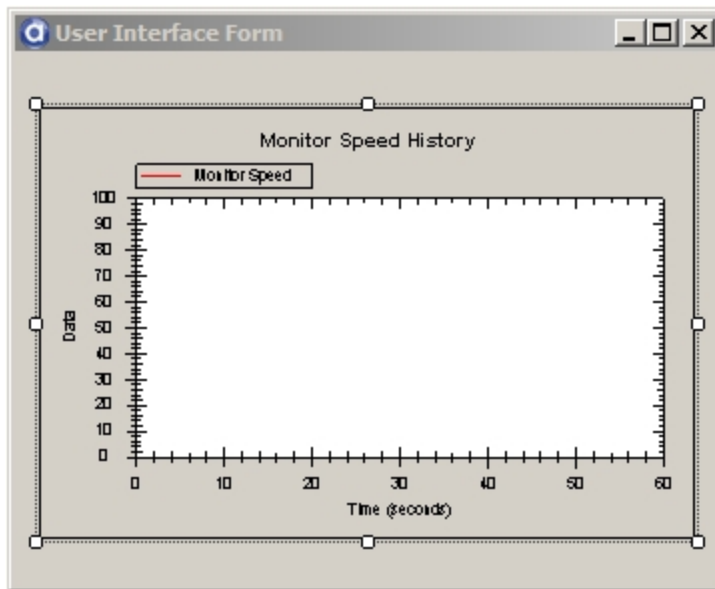 User Interface Form
Monitor Speed History
Monitor Speed
100
90
80
70
60
50
40
30
20
10
0
Data
0 10 20 30 40 50 60
Time (seconds)